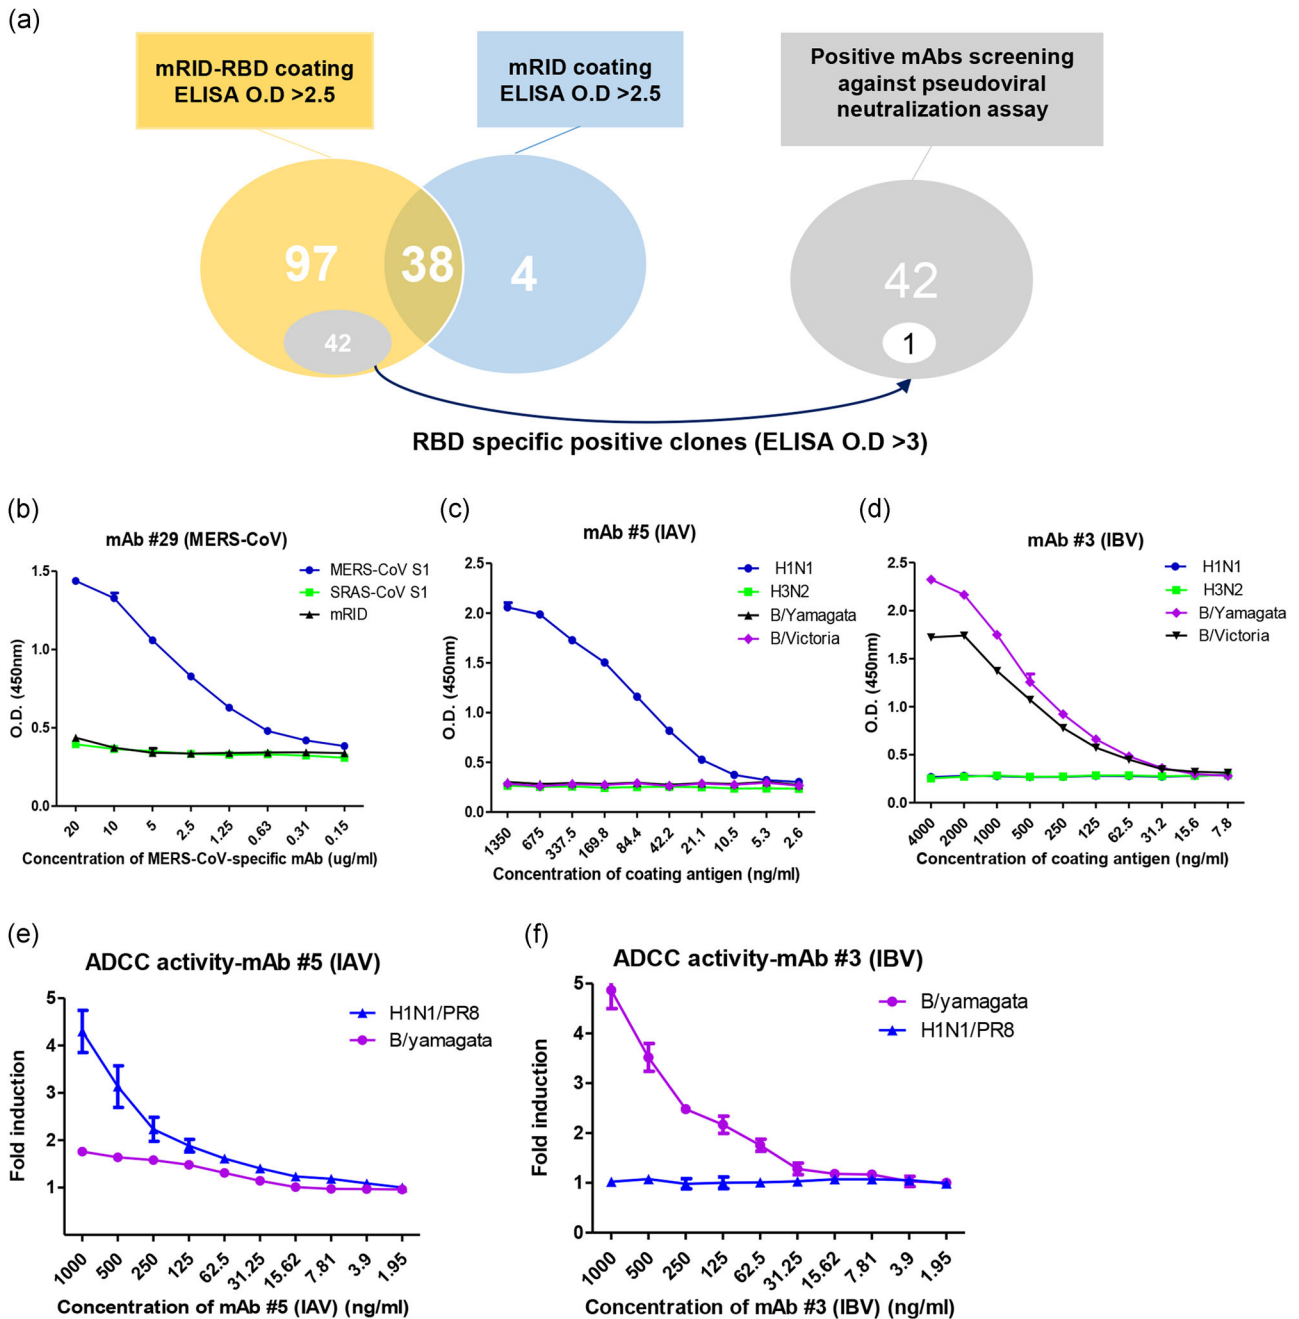 (a)
mRID-RBD coating
ELISA O.D >2.5
mRID coating
ELISA O.D >2.5
Positive mAbs screening
against pseudoviral
neutralization assay
97
38
4
42
42
1
RBD specific positive clones (ELISA O.D >3)
(b)
mAb #29 (MERS-CoV)
MERS-CoV S1
SRAS-CoV S1
mRID
O.D. (450nm)
1.5
1.0
0.5
0.0
20
10
5
2.5
1.25
0.63
0.31
0.15
Concentration of MERS-CoV-specific mAb (ug/ml)
(c)
mAb #5 (IAV)
H1N1
H3N2
B/Yamagata
B/Victoria
O.D. (450nm)
2.5
2.0
1.5
1.0
0.5
0.0
1350
675
337.5
169.8
84.4
42.2
21.1
10.5
5.3
2.6
Concentration of coating antigen (ng/ml)
(d)
mAb #3 (IBV)
H1N1
H3N2
B/Yamagata
B/Victoria
O.D. (450nm)
2.5
2.0
1.5
1.0
0.5
0.0
4000
2000
1000
500
250
125
62.5
31.2
15.6
7.8
Concentration of coating antigen (ng/ml)
(e)
ADCC activity-mAb #5 (IAV)
H1N1/PR8
B/yamagata
Fold induction
5
4
3
2
1
1000
500
250
125
62.5
31.25
15.62
7.81
3.9
1.95
Concentration of mAb #5 (IAV) (ng/ml)
(f)
ADCC activity-mAb #3 (IBV)
B/yamagata
H1N1/PR8
Fold induction
5
4
3
2
1
0
1000
500
250
125
62.5
31.25
15.62
7.81
3.9
1.95
Concentration of mAb #3 (IBV) (ng/ml)